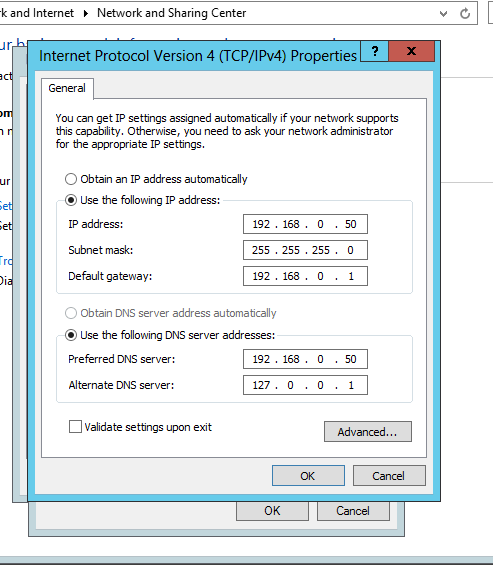 k and Internet ▸ Network and Sharing Center
Internet Protocol Version 4 (TCP/IPv4) Properties ? x
General
You can get IP settings assigned automatically if your network supports
this capability. Otherwise, you need to ask your network administrator
for the appropriate IP settings.
Obtain an IP address automatically
Use the following IP address:
IP address: 192 . 168 . 0 . 50
Subnet mask: 255 . 255 . 255 . 0
Default gateway: 192 . 168 . 0 . 1
Obtain DNS server address automatically
Use the following DNS server addresses:
Preferred DNS server: 192 . 168 . 0 . 50
Alternate DNS server: 127 . 0 . 0 . 1
Validate settings upon exit
Advanced...
OK Cancel
OK Cancel